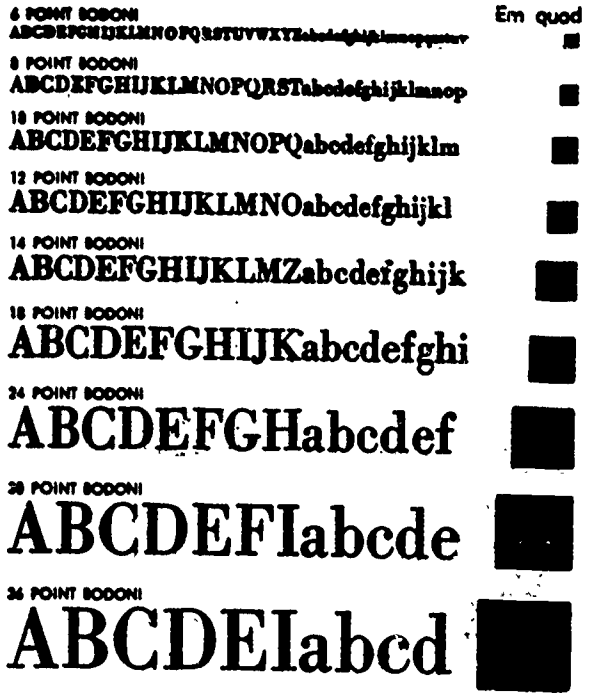 6 POINT BODONI
Em quod
ABCDEFGHIJKLMNOPQRSTUVWXYZabcdefghijklmnopqrstuv
8 POINT BODONI
ABCDEFGHIJKLMNOPQRSTabcdefghijklmnop
10 POINT BODONI
ABCDEFGHIJKLMNOPQabcdefghijklm
12 POINT BODONI
ABCDEFGHIJKLMNOabcdefghijkl
14 POINT BODONI
ABCDEFGHIJKLMZabcdefghijk
18 POINT BODONI
ABCDEFGHIJKabcdefghi
24 POINT BODONI
ABCDEFGHabcdef
30 POINT BODONI
ABCDEFIabcde
36 POINT BODONI
ABCDEIabcd